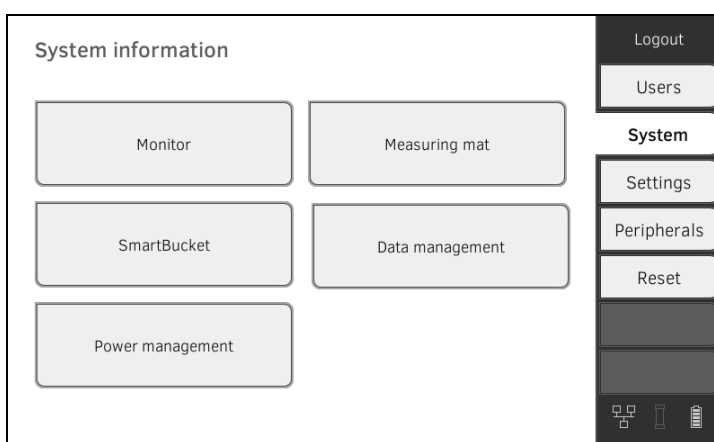 System information
Monitor
Measuring mat
SmartBucket
Data management
Power management
Logout
Users
System
Settings
Peripherals
Reset